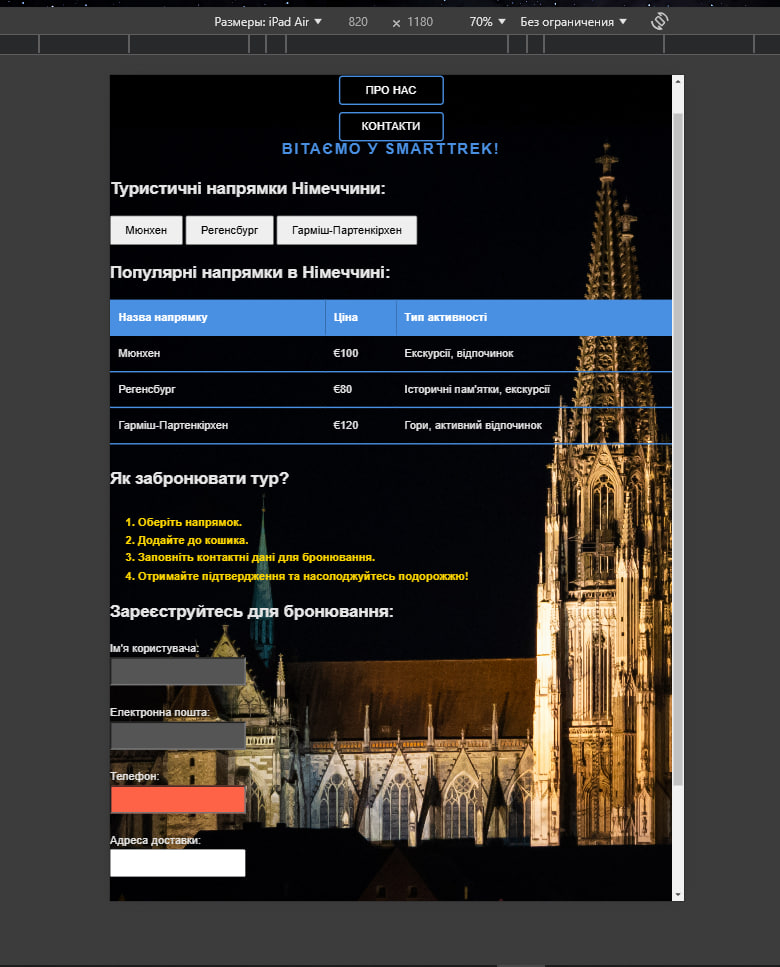 Размеры: iPad Air 820 × 1180 70% Без ограничения
ПРО НАС
КОНТАКТИ
ВІТАЄМО У SMARTTREK!
Туристичні напрямки Німеччини:
Мюнхен Регенсбург Гарміш-Партенкірхен
Популярні напрямки в Німеччині:
Назва напрямку Ціна Тип активності
Мюнхен €100 Екскурсії, відпочинок
Регенсбург €80 Історичні пам'ятки, екскурсії
Гарміш-Партенкірхен €120 Гори, активний відпочинок
Як забронювати тур?
1. Оберіть напрямок.
2. Додайте до кошика.
3. Заповніть контактні дані для бронювання.
4. Отримайте підтвердження та насолоджуйтесь подорожжю!
Зареєструйтесь для бронювання:
Ім'я користувача:
Електронна пошта:
Телефон:
Адреса доставки: